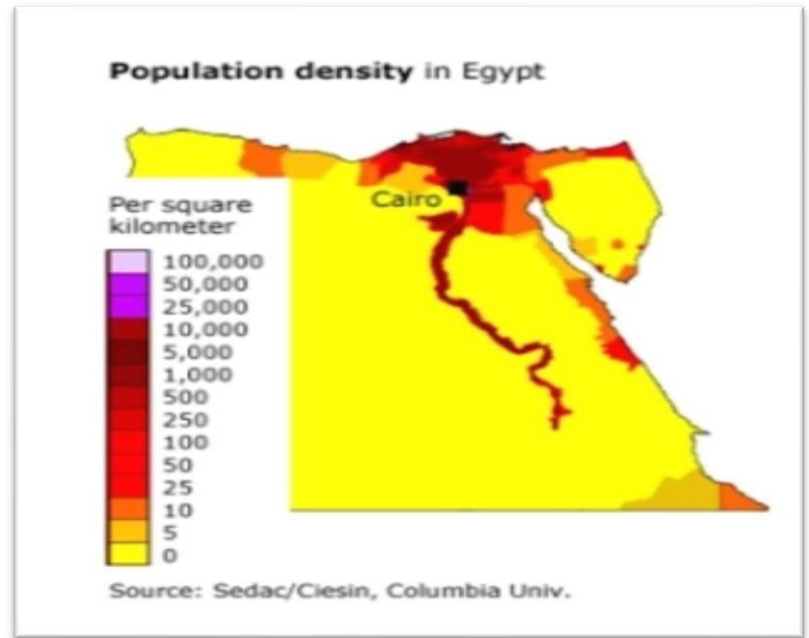 Population density in Egypt
Cairo
Per square
kilometer
100,000
50,000
25,000
10,000
5,000
1,000
500
250
100
50
25
10
5
0
Source: Sedac/Ciesin, Columbia Univ.